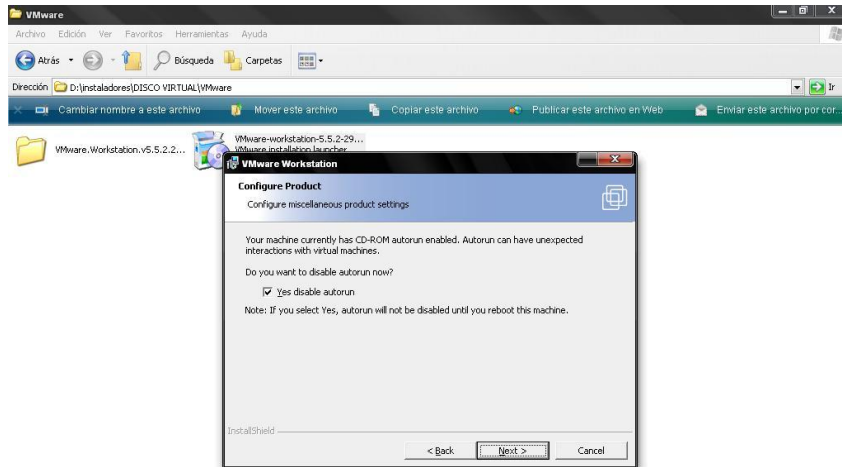 VMware
Archivo Edición Ver Favoritos Herramientas Ayuda
Atrás Búsqueda Carpetas
Dirección D:\instaladores\DISCO VIRTUAL\VMware Ir
Cambiar nombre a este archivo Mover este archivo Copiar este archivo Publicar este archivo en Web Enviar este archivo por cor...
VMware.Workstation.v5.5.2.2...
VMware-workstation-5.5.2-29...
VMware installation launcher
VMware Workstation
Configure Product
Configure miscellaneous product settings
Your machine currently has CD-ROM autorun enabled. Autorun can have unexpected
interactions with virtual machines.
Do you want to disable autorun now?
Yes disable autorun
Note: If you select Yes, autorun will not be disabled until you reboot this machine.
InstallShield
< Back Next > Cancel